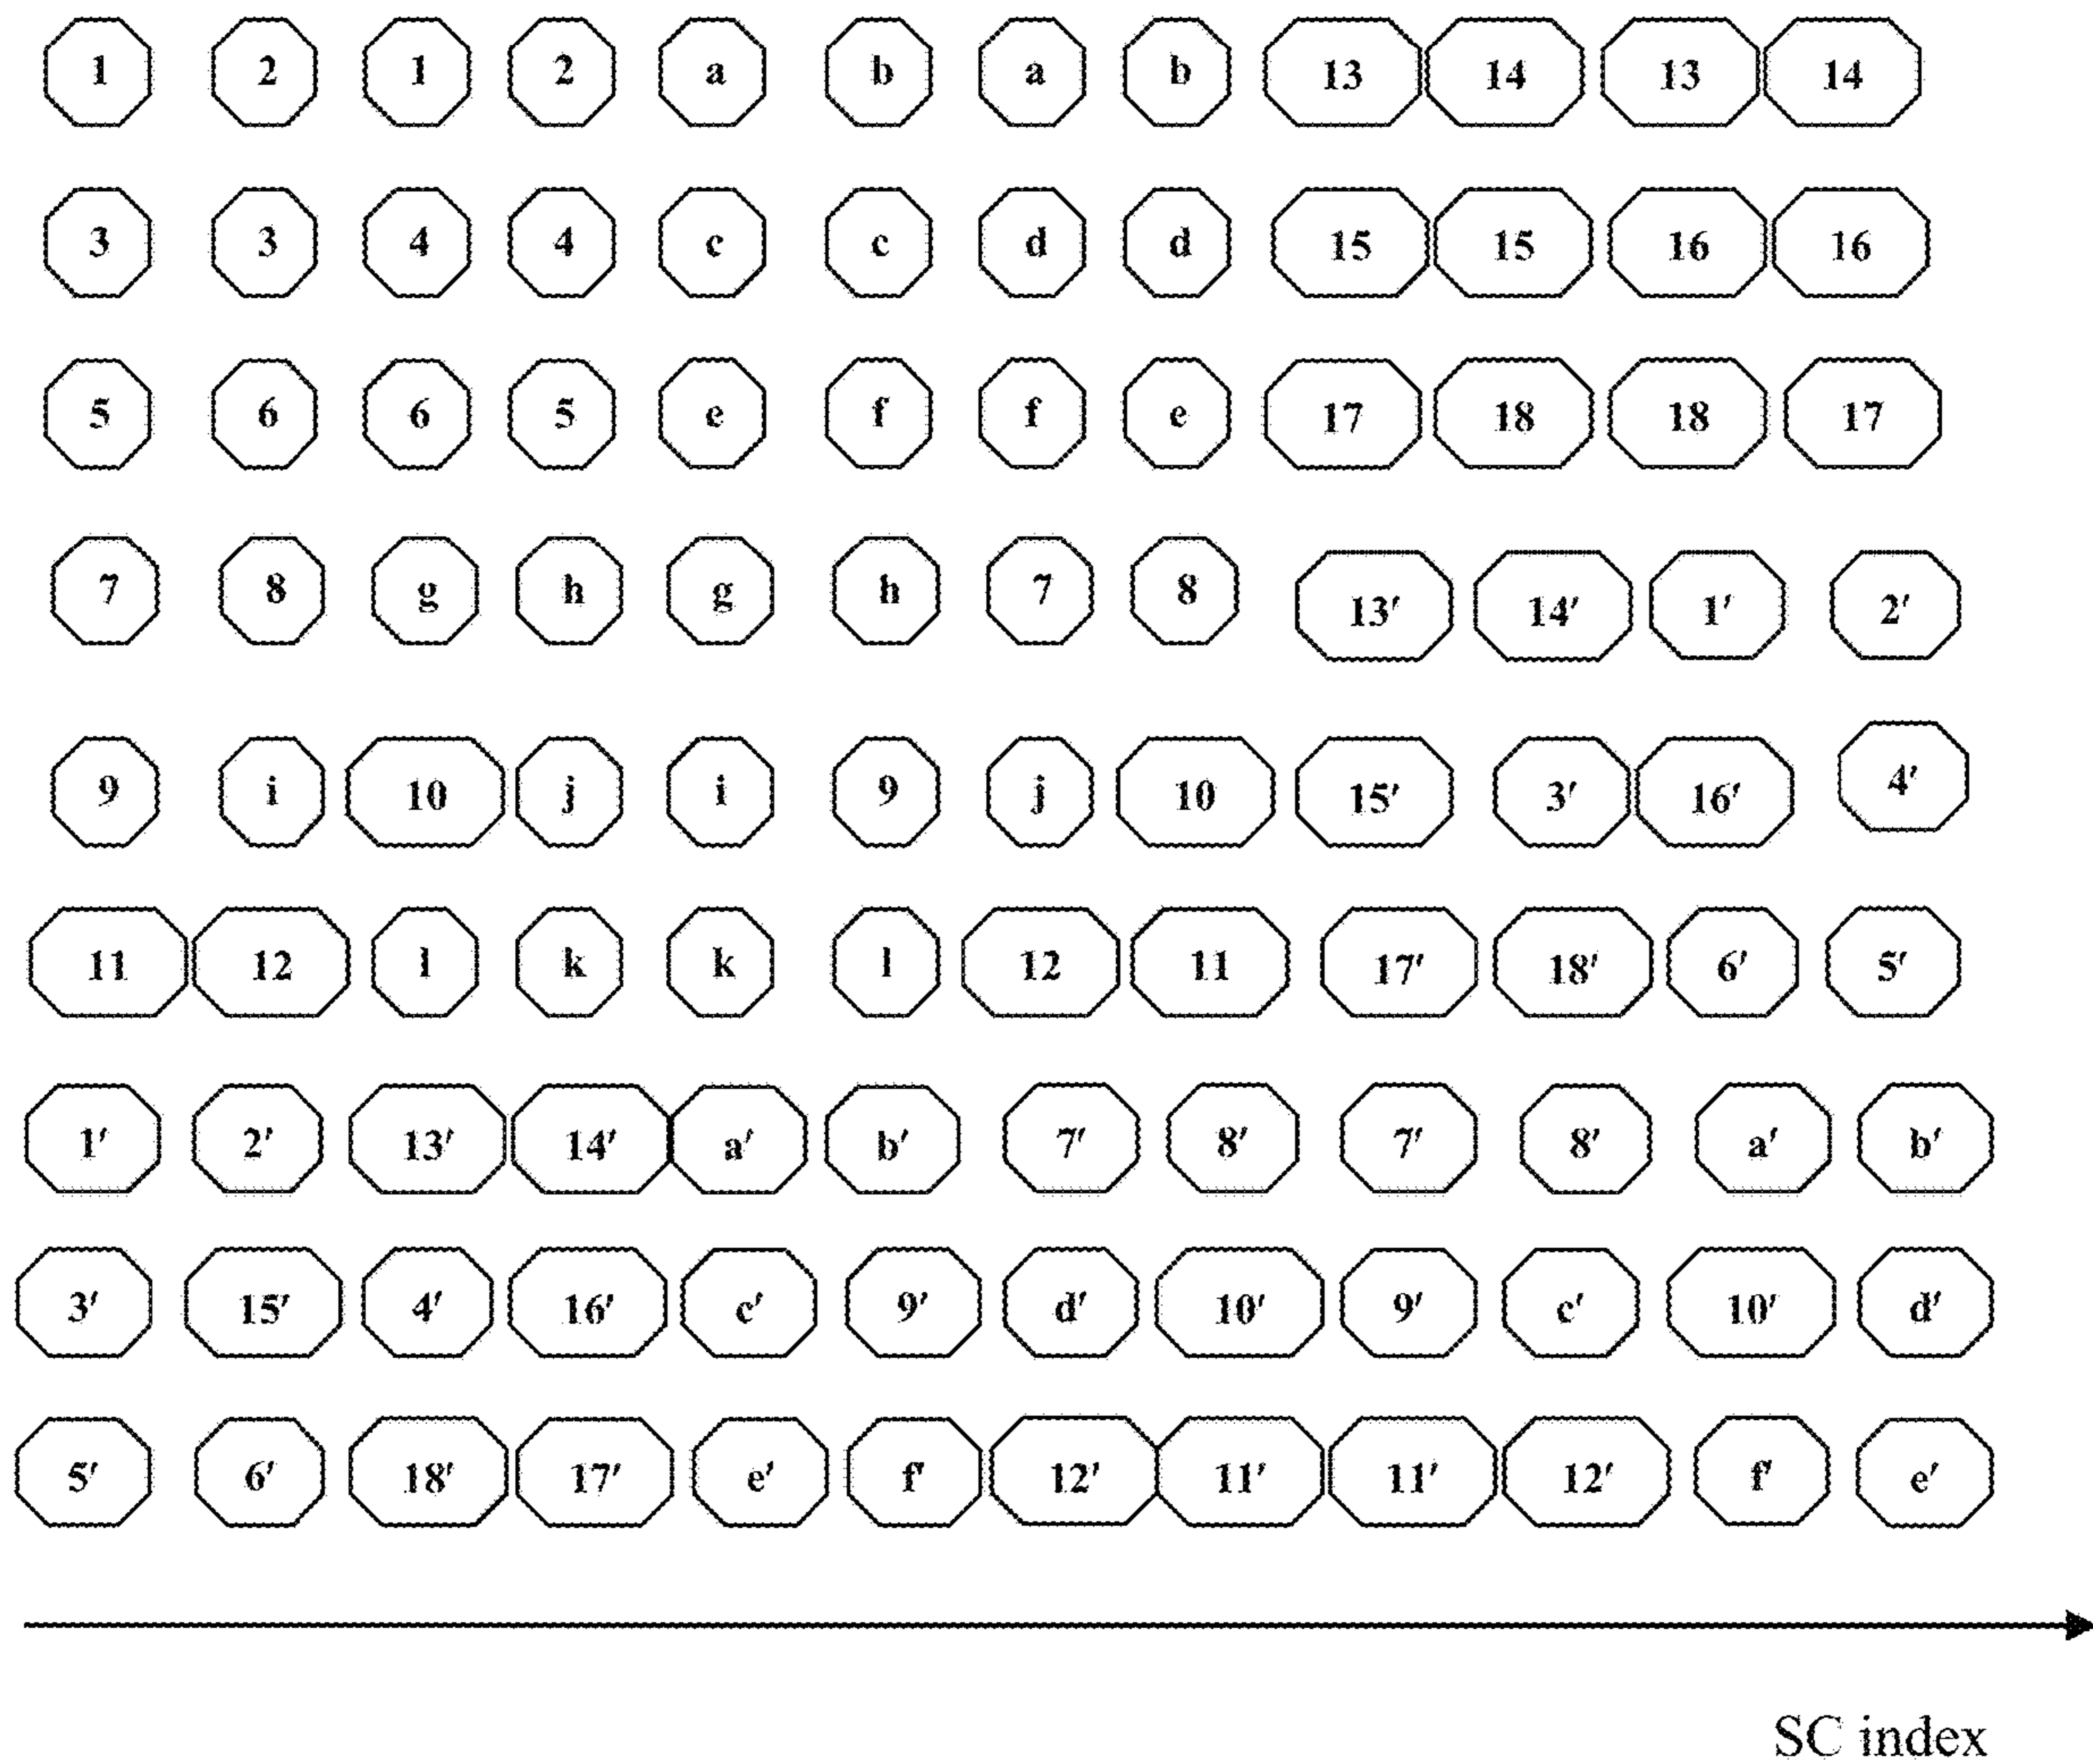 1 2 1 2 a b a b 13 14 13 14
3 3 4 4 c c d d 15 15 16 16
5 6 6 5 e f f e 17 18 18 17
7 8 g h g h 7 8 13' 14' 1' 2'
9 i 10 j i 9 j 10 15' 3' 16' 4'
11 12 l k k l 12 11 17' 18' 6' 5'
1' 2' 13' 14' a' b' 7' 8' 7' 8' a' b'
3' 15' 4' 16' c' 9' d' 10' 9' c' 10' d'
5' 6' 18' 17' e' f' 12' 11' 11' 12' f' e'
SC index